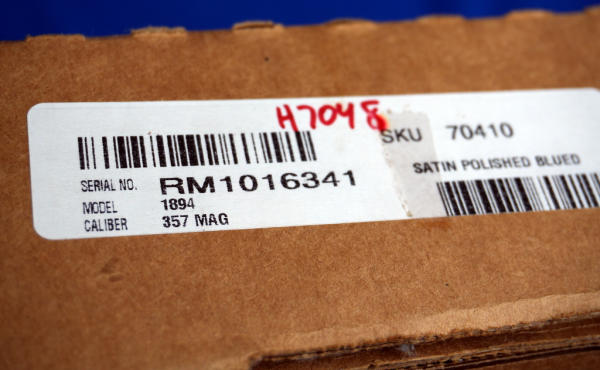 H7048
SERIAL NO. RM1016341
MODEL 1894
CALIBER 357 MAG
SKU 70410
SATIN POLISHED BLUED